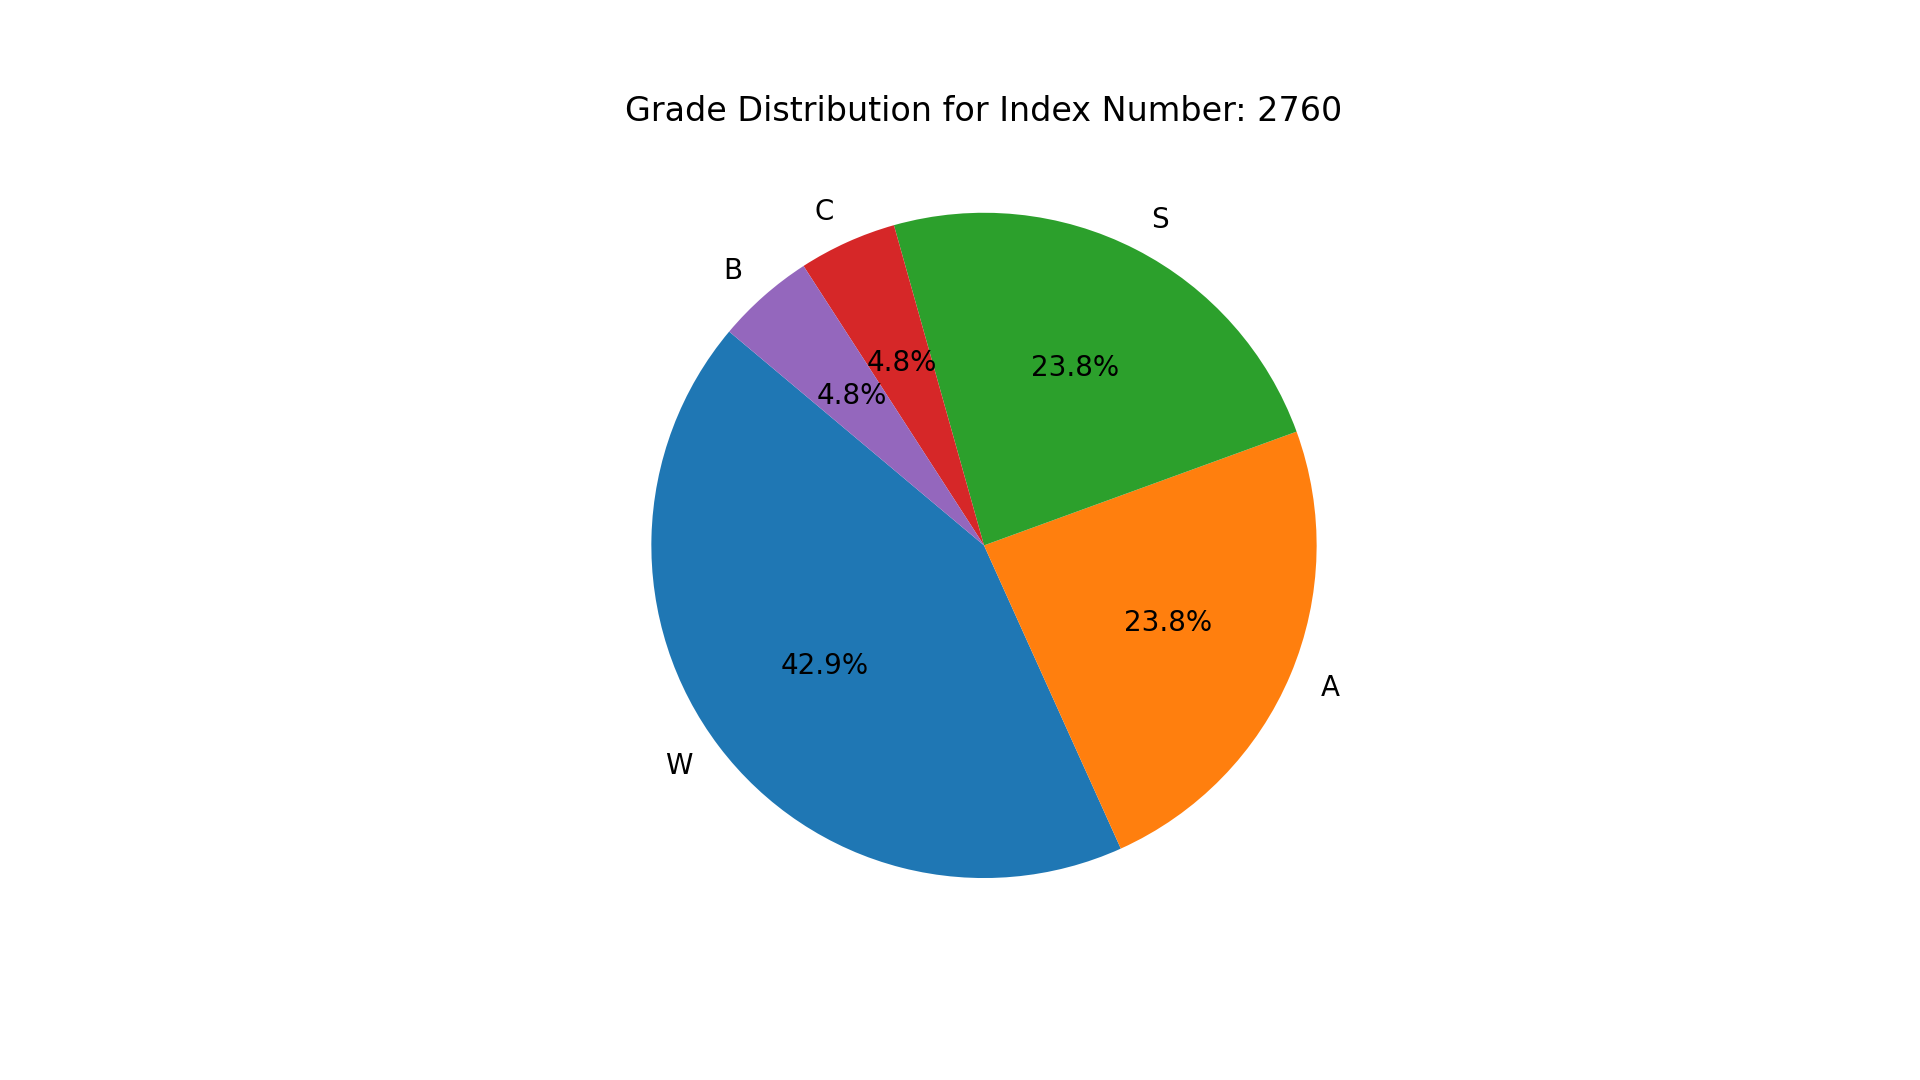 Grade Distribution for Index Number: 2760
C
S
B
4.8%
23.8%
4.8%
23.8%
42.9%
A
W